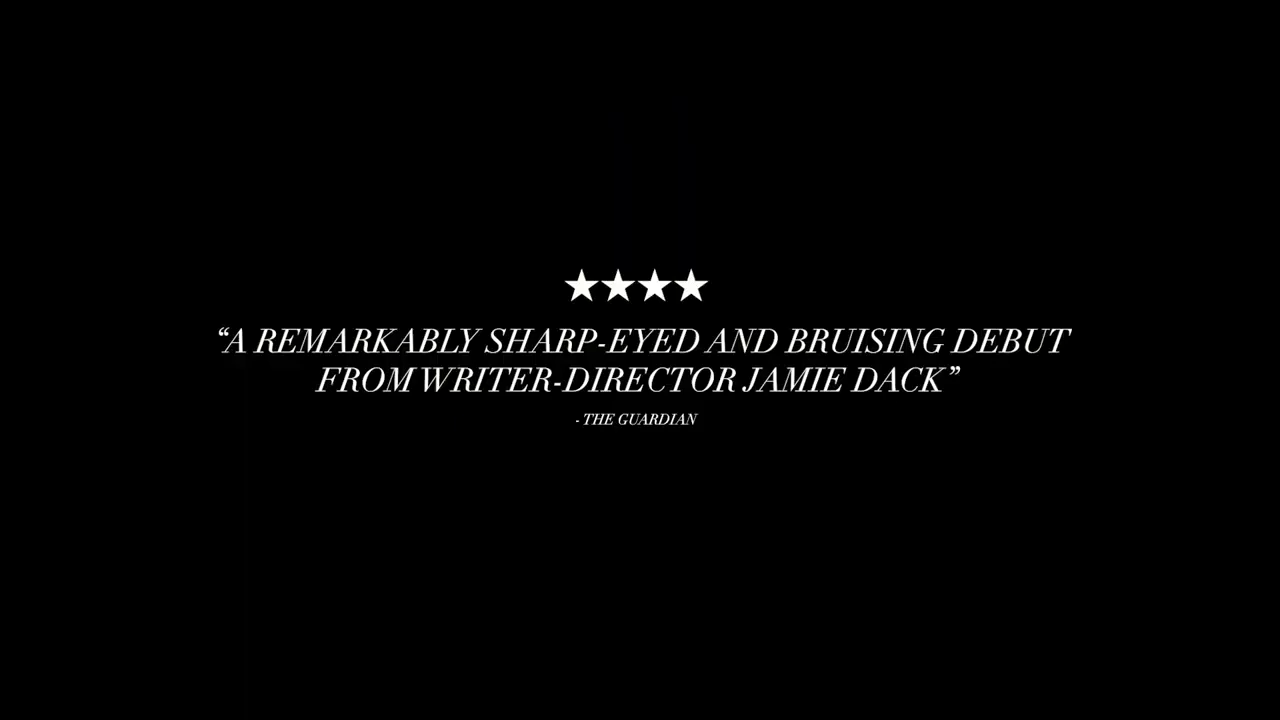 ★★★★
“A REMARKABLY SHARP-EYED AND BRUISING DEBUT
FROM WRITER-DIRECTOR JAMIE DACK”
- THE GUARDIAN